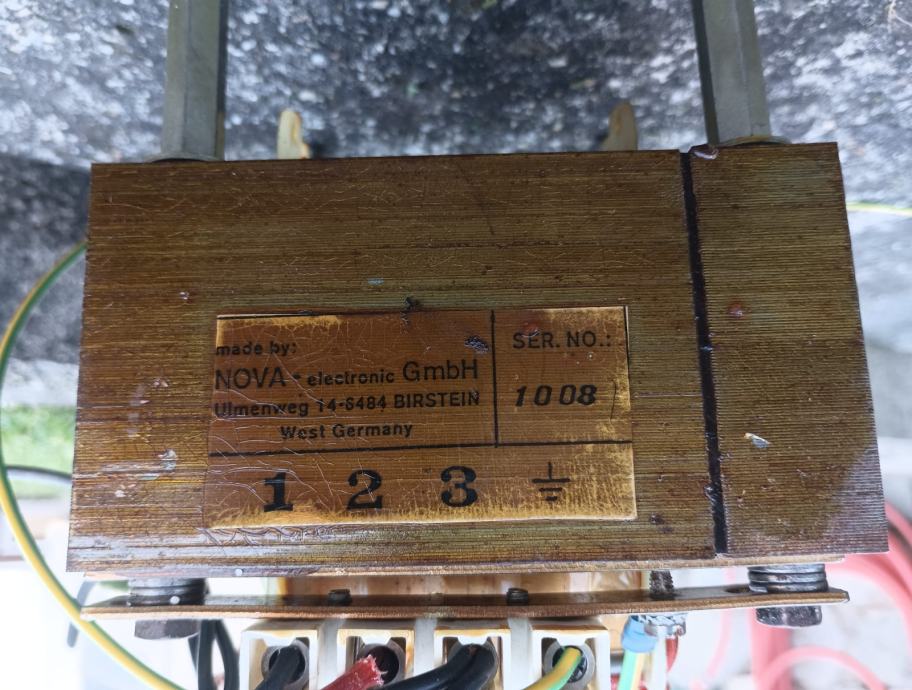 made by:
NOVA - electronic GmbH
Ulmenweg 14-6484 BIRSTEIN
West Germany
SER. NO.:
1008
1 2 3 ⏚